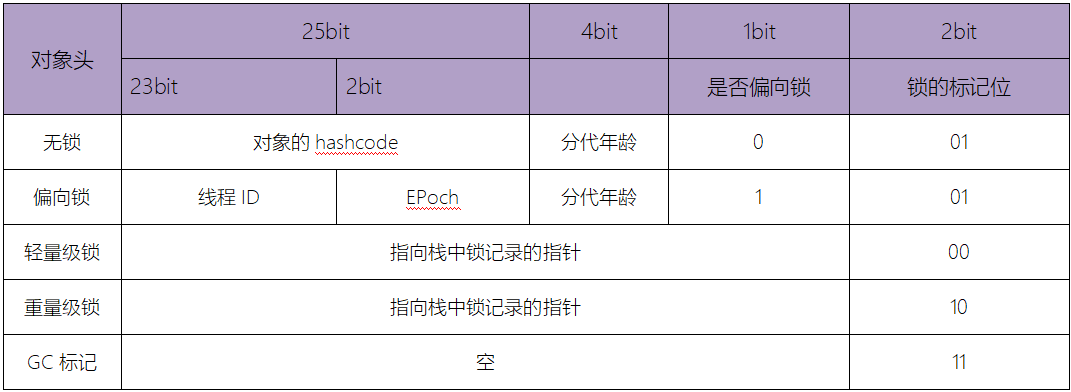 对象头 25bit 4bit 1bit 2bit
23bit 2bit 是否偏向锁 锁的标记位
无锁 对象的 hashcode 分代年龄 0 01
偏向锁 线程 ID EPoch 分代年龄 1 01
轻量级锁 指向栈中锁记录的指针 00
重量级锁 指向栈中锁记录的指针 10
GC 标记 空 11